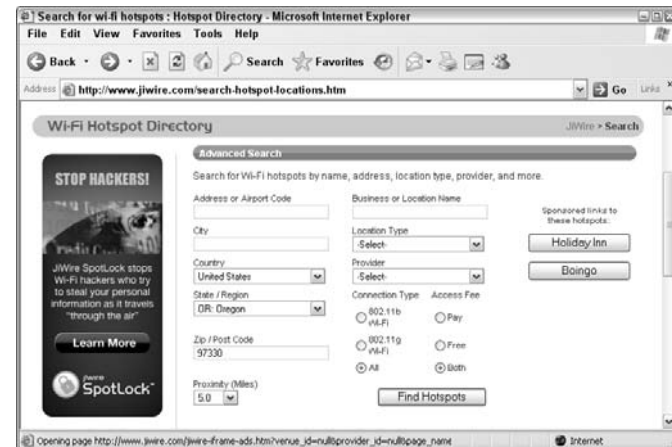 Search for wi-fi hotspots : Hotspot Directory - Microsoft Internet Explorer
File Edit View Favorites Tools Help
Back Search Favorites
Address http://www.jiwire.com/search-hotspot-locations.htm Go Links
Wi-Fi Hotspot Directory
JiWire > Search
STOP HACKERS!
JiWire SpotLock stops
Wi-Fi hackers who try
to steal your personal
information as it travels
"through the air"
Learn More
jiwire
SpotLock
Advanced Search
Search for Wi-Fi hotspots by name, address, location type, provider, and more.
Address or Airport Code
City
Country
United States
State / Region
OR: Oregon
Zip / Post Code
97330
Proximity (Miles)
5.0
Business or Location Name
Location Type
-Select-
Provider
-Select-
Connection Type Access Fee
802.11b
Wi-Fi
Pay
802.11g
Wi-Fi
Free
All
Both
Find Hotspots
Sponsored links to
these hotspots:
Holiday Inn
Boingo
Opening page http://www.jiwire.com/jiwire-iframe-ads.htm?venue_id=null&provider_id=null&page_name
Internet